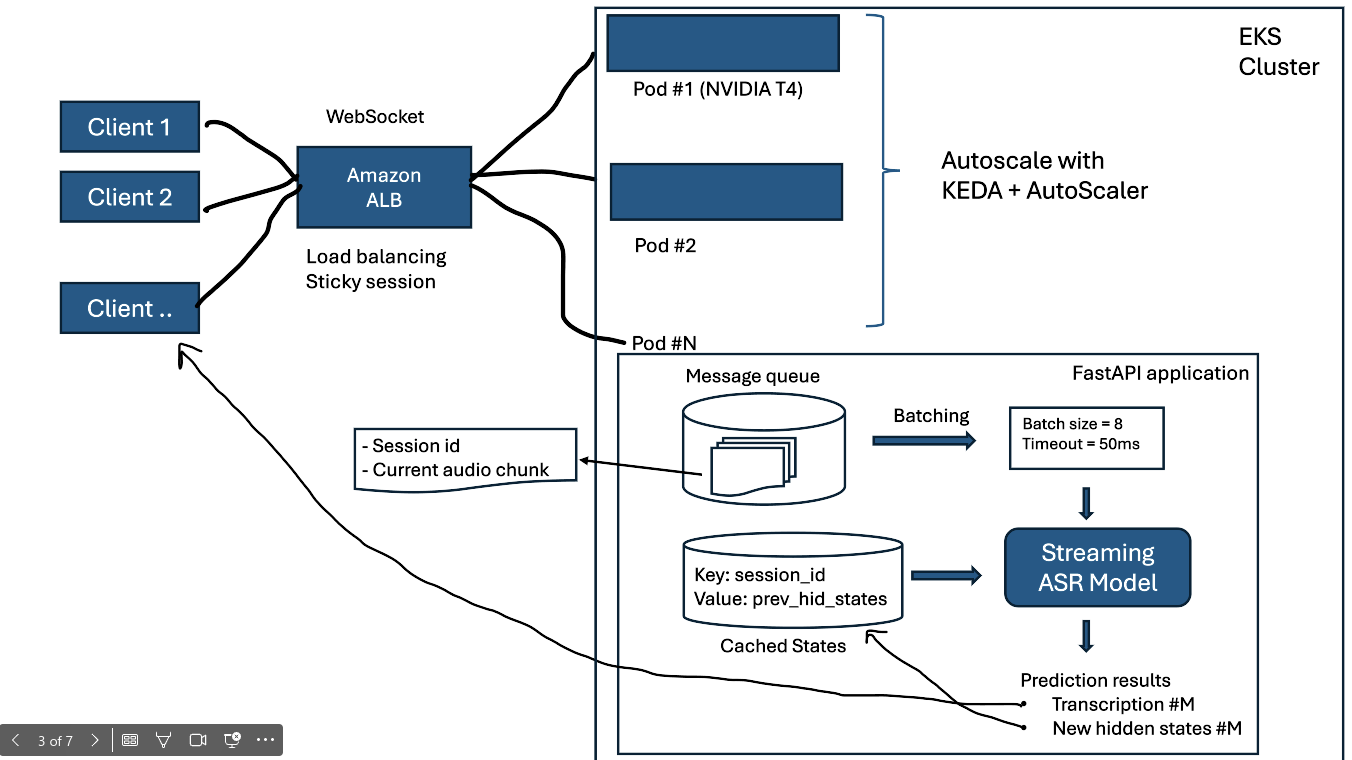 EKS
Cluster
Pod #1 (NVIDIA T4)
Client 1
WebSocket
Amazon
ALB
Client 2
Autoscale with
KEDA + AutoScaler
Pod #2
Load balancing
Sticky session
Client ..
Pod #N
FastAPI application
Message queue
Batching
Batch size = 8
Timeout = 50ms
- Session id
- Current audio chunk
Streaming
ASR Model
Key: session_id
Value: prev_hid_states
Cached States
Prediction results
Transcription #M
New hidden states #M
3 of 7